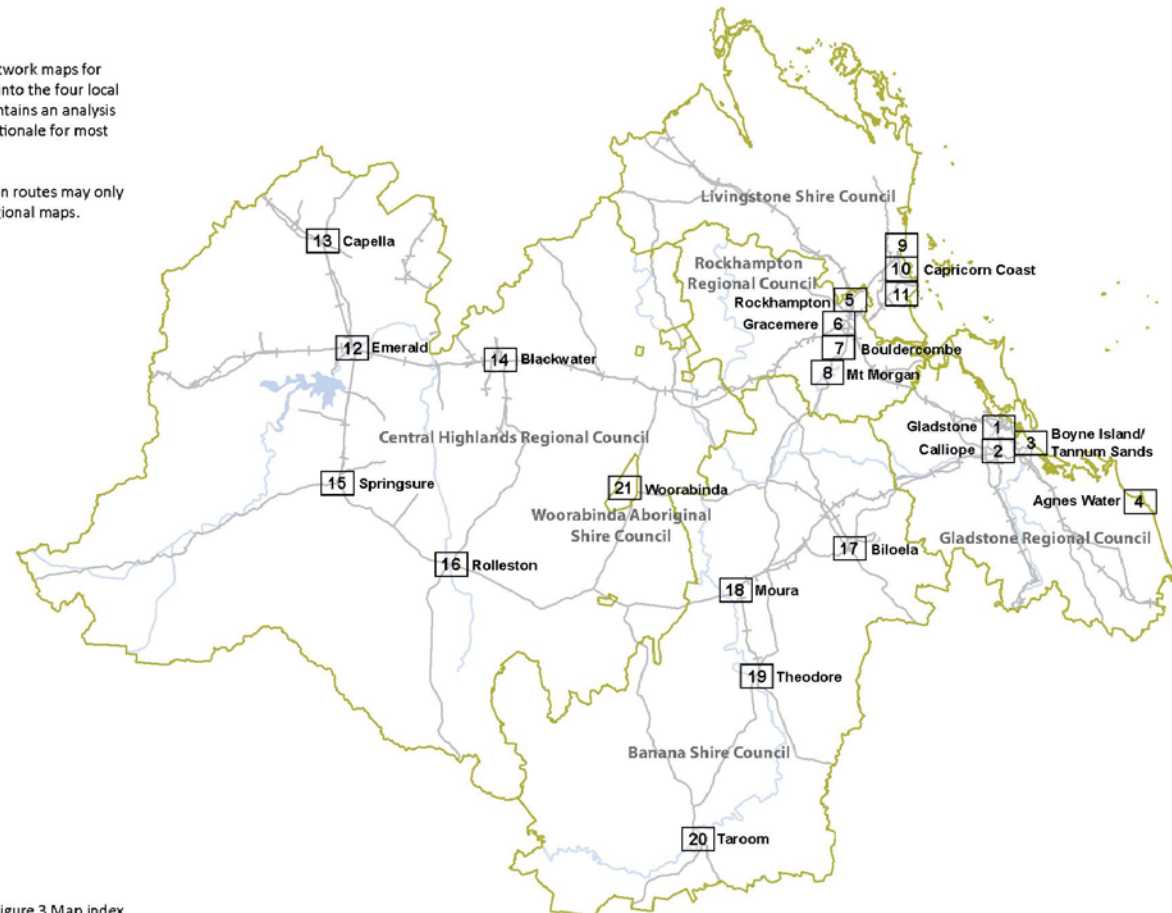 twork maps for
into the four local
ntains an analysis
tionale for most
n routes may only
gional maps.
Livingstone Shire Council
13 Capella
9
10 Capricorn Coast
11
Rockhampton
Regional Council
Rockhampton 5
Gracemere 6
7 Bouldercombe
8 Mt Morgan
12 Emerald
14 Blackwater
Gladstone 1
Calliope 2
3 Boyne Island/
Tannum Sands
Central Highlands Regional Council
15 Springsure
21 Woorabinda
Woorabinda Aboriginal
Shire Council
Agnes Water 4
Gladstone Regional Council
17 Biloela
16 Rolleston
18 Moura
19 Theodore
Banana Shire Council
20 Taroom
igure 3 Map index